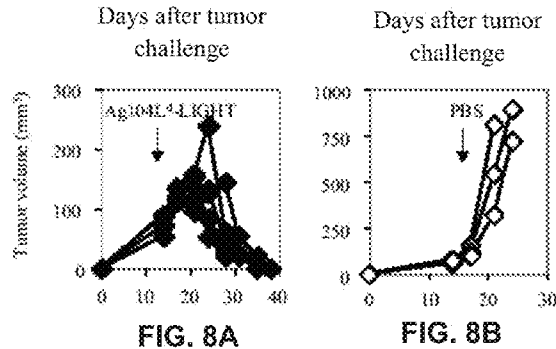 Days after tumor
challenge
Days after tumor
challenge
Tumor volume (mm³)
300
200
100
0
Ag104Lᵈ-LIGHT
0
10
20
30
40
FIG. 8A
1000
750
500
250
0
PBS
0
10
20
30
FIG. 8B